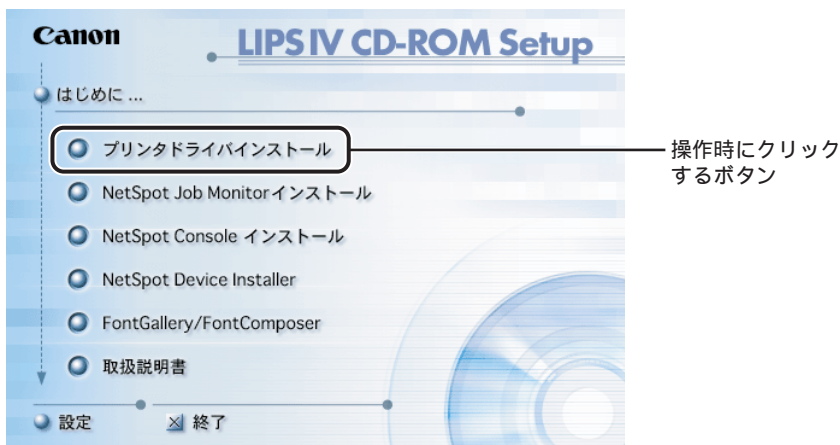 Canon
LIPS IV CD-ROM Setup
はじめに ...
プリンタドライバインストール
操作時にクリック
するボタン
NetSpot Job Monitorインストール
NetSpot Console インストール
NetSpot Device Installer
FontGallery/FontComposer
取扱説明書
設定
終了